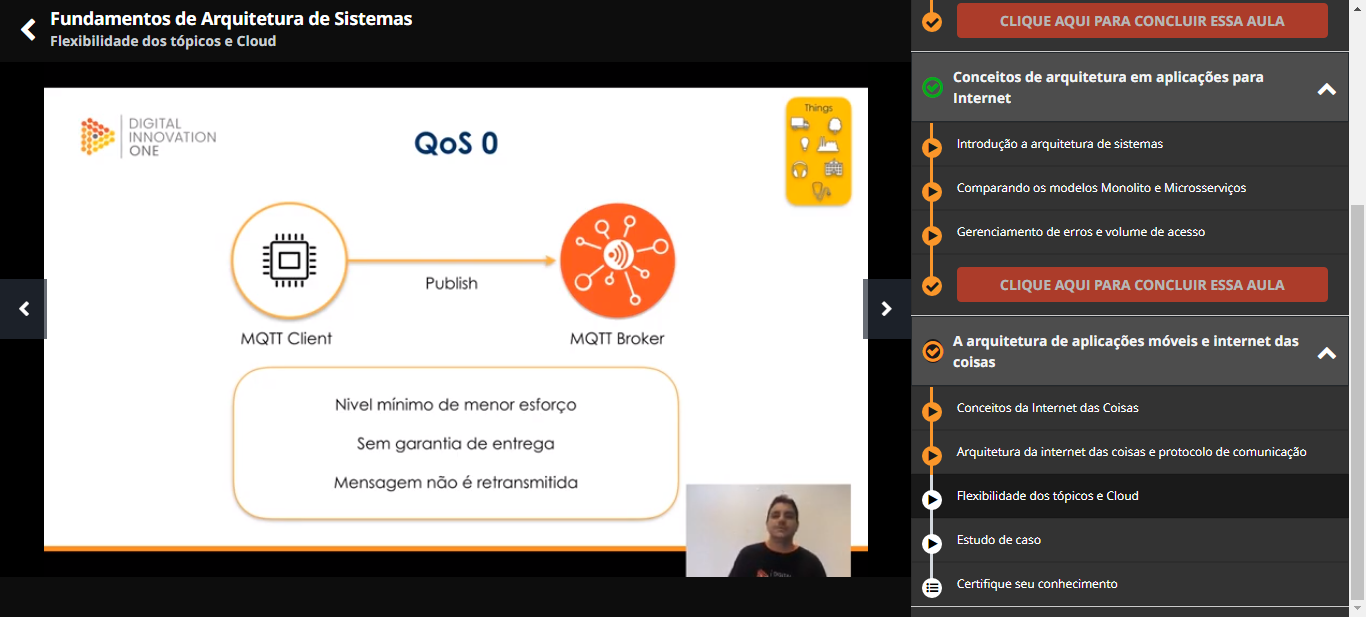 Fundamentos de Arquitetura de Sistemas
Flexibilidade dos tópicos e Cloud
DIGITAL
INNOVATION
ONE
QoS 0
Things
Publish
MQTT Client
MQTT Broker
Nivel mínimo de menor esforço
Sem garantia de entrega
Mensagem não é retransmitida
CLIQUE AQUI PARA CONCLUIR ESSA AULA
Conceitos de arquitetura em aplicações para
Internet
Introdução a arquitetura de sistemas
Comparando os modelos Monolito e Microsserviços
Gerenciamento de erros e volume de acesso
CLIQUE AQUI PARA CONCLUIR ESSA AULA
A arquitetura de aplicações móveis e internet das
coisas
Conceitos da Internet das Coisas
Arquitetura da internet das coisas e protocolo de comunicação
Flexibilidade dos tópicos e Cloud
Estudo de caso
Certifique seu conhecimento